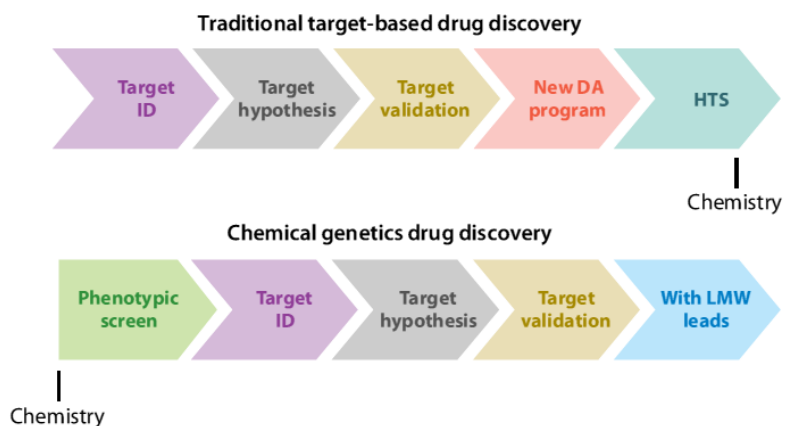 Traditional target-based drug discovery
Target
ID
Target
hypothesis
Target
validation
New DA
program
HTS
Chemistry
Chemical genetics drug discovery
Phenotypic
screen
Target
ID
Target
hypothesis
Target
validation
With LMW
leads
Chemistry